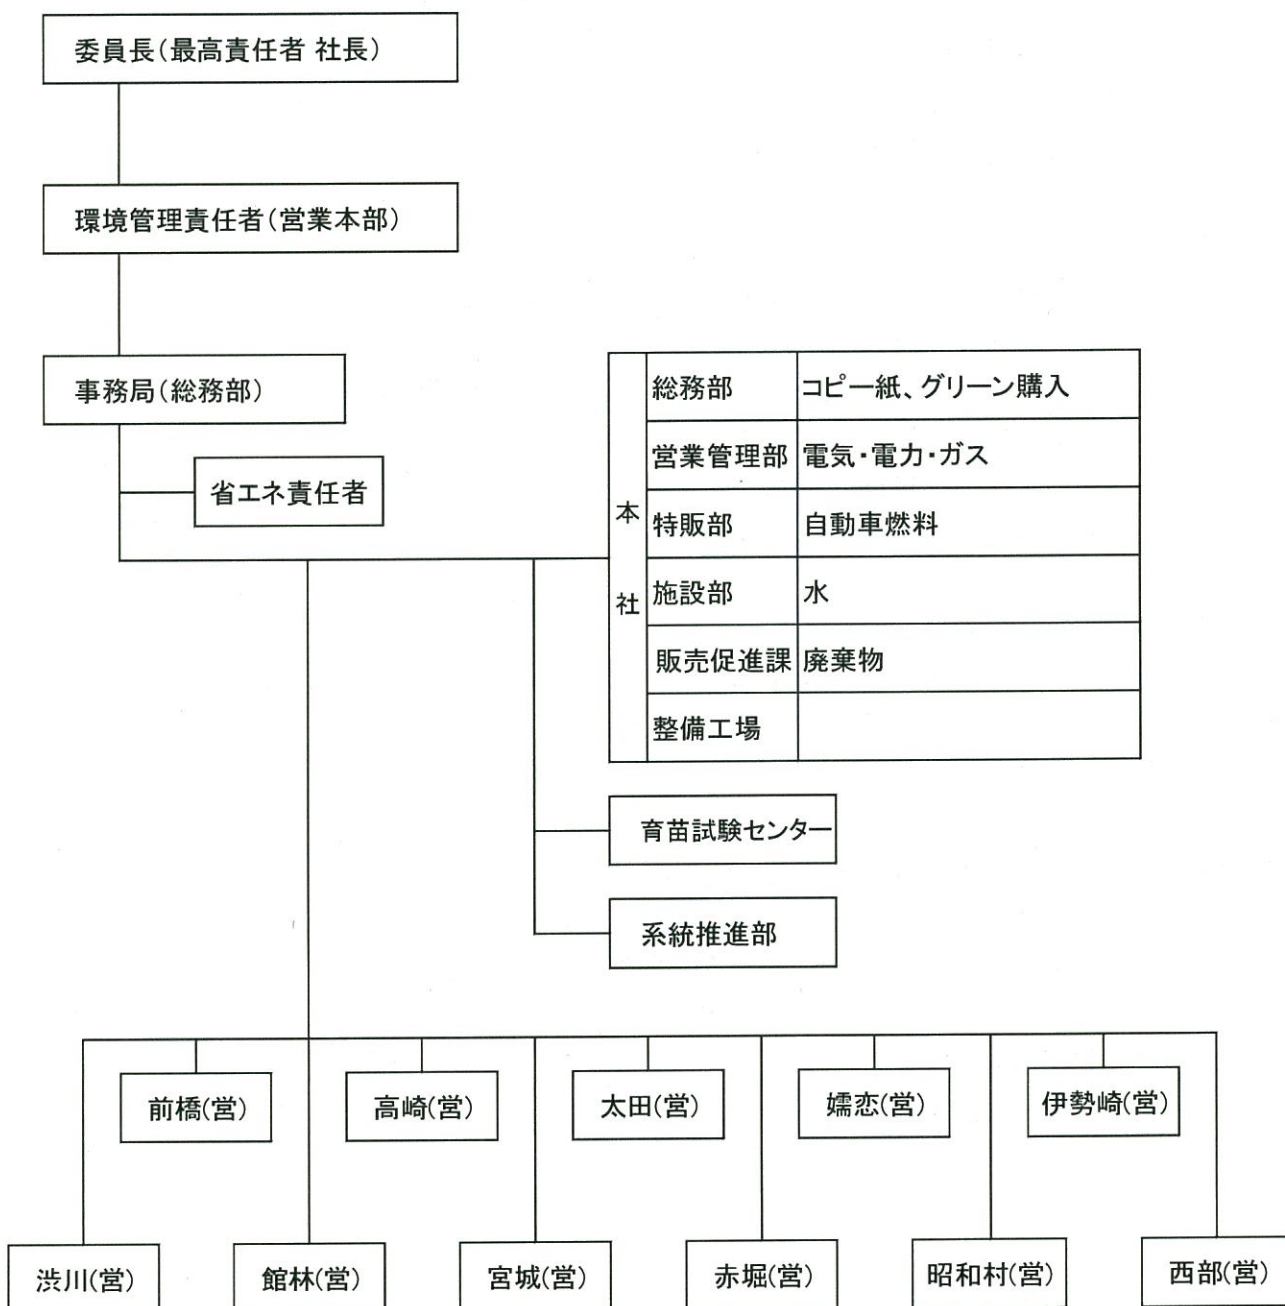 委員長(最高責任者 社長)
環境管理責任者(営業本部)
事務局(総務部)
省エネ責任者
本社
総務部 コピー紙、グリーン購入
営業管理部 電気・電力・ガス
特販部 自動車燃料
施設部 水
販売促進課 廃棄物
整備工場
育苗試験センター
系統推進部
前橋(営) 高崎(営) 太田(営) 嬬恋(営) 伊勢崎(営)
渋川(営) 館林(営) 宮城(営) 赤堀(営) 昭和村(営) 西部(営)